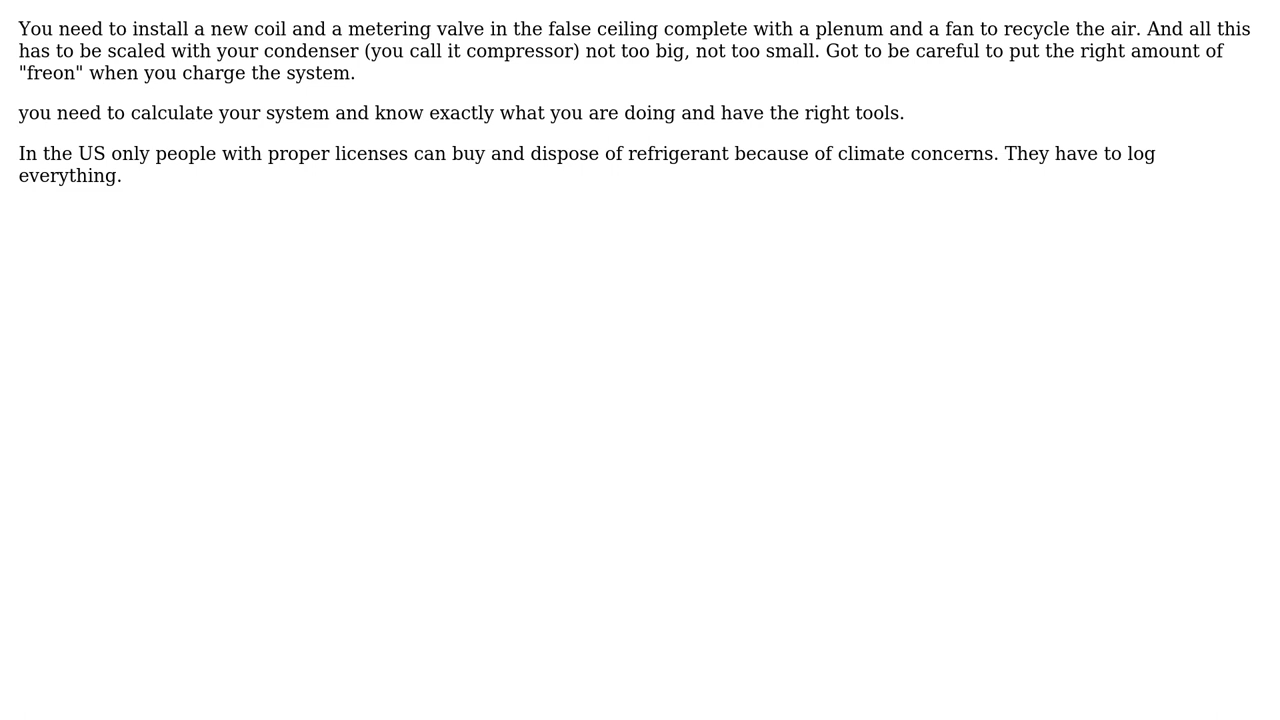 You need to install a new coil and a metering valve in the false ceiling complete with a plenum and a fan to recycle the air. And all this
has to be scaled with your condenser (you call it compressor) not too big, not too small. Got to be careful to put the right amount of
"freon" when you charge the system.
you need to calculate your system and know exactly what you are doing and have the right tools.
In the US only people with proper licenses can buy and dispose of refrigerant because of climate concerns. They have to log
everything.